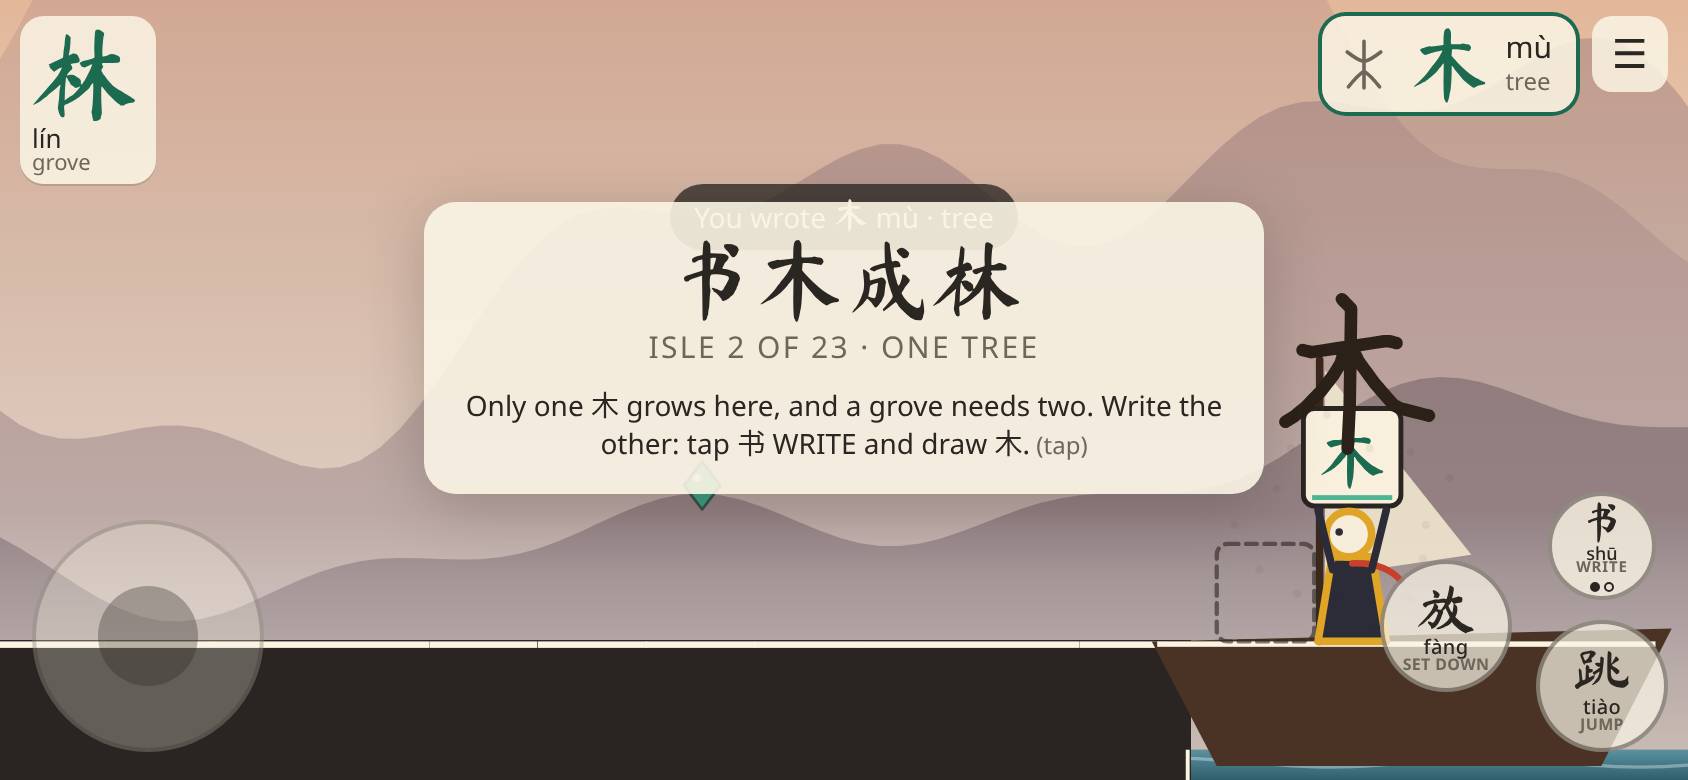 林
lín
grove
木
mù
tree
You wrote 木 mù · tree
书木成林
ISLE 2 OF 23 · ONE TREE
Only one 木 grows here, and a grove needs two. Write the
other: tap 书 WRITE and draw 木. (tap)
木
木
书
shū
WRITE
放
fàng
SET DOWN
跳
tiào
JUMP